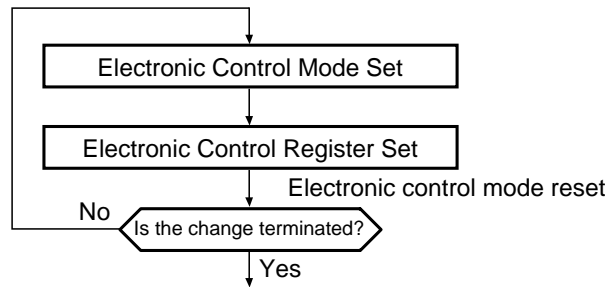 Electronic Control Mode Set
Electronic Control Register Set
Electronic control mode reset
No
Is the change terminated?
Yes